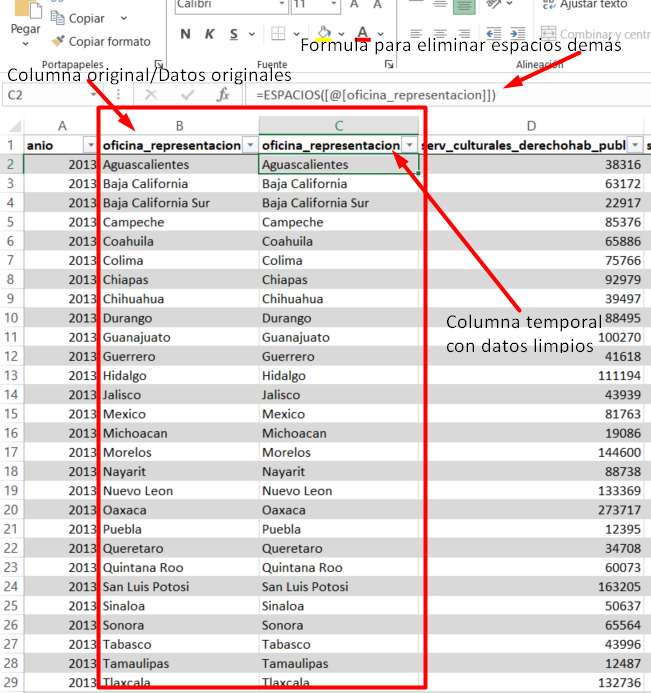 Calibri 11 A A Ajustar texto
Copiar
Pegar
Copiar formato
N K S A Combinar y centr
Formula para eliminar espacios demás
Portapapeles Fuente Alineación
Columna original/Datos originales
C2 fx =ESPACIOS([@[oficina_representacion]])
A B C D
1 anio oficina_representacion oficina_representacion serv_culturales_derechohab_publ s
2 2013 Aguascalientes Aguascalientes 38316
3 2013 Baja California Baja California 63172
4 2013 Baja California Sur Baja California Sur 22917
5 2013 Campeche Campeche 85376
6 2013 Coahuila Coahuila 65886
7 2013 Colima Colima 75766
8 2013 Chiapas Chiapas 92979
9 2013 Chihuahua Chihuahua 39497
10 2013 Durango Durango 88495
Columna temporal
11 2013 Guanajuato Guanajuato 100270
con datos limpios
12 2013 Guerrero Guerrero 41618
13 2013 Hidalgo Hidalgo 111194
14 2013 Jalisco Jalisco 43939
15 2013 Mexico Mexico 81763
16 2013 Michoacan Michoacan 19086
17 2013 Morelos Morelos 144600
18 2013 Nayarit Nayarit 88738
19 2013 Nuevo Leon Nuevo Leon 133369
20 2013 Oaxaca Oaxaca 273717
21 2013 Puebla Puebla 12395
22 2013 Queretaro Queretaro 34708
23 2013 Quintana Roo Quintana Roo 60073
24 2013 San Luis Potosi San Luis Potosi 163205
25 2013 Sinaloa Sinaloa 50637
26 2013 Sonora Sonora 65564
27 2013 Tabasco Tabasco 43996
28 2013 Tamaulipas Tamaulipas 12487
29 2013 Tlaxcala Tlaxcala 132736